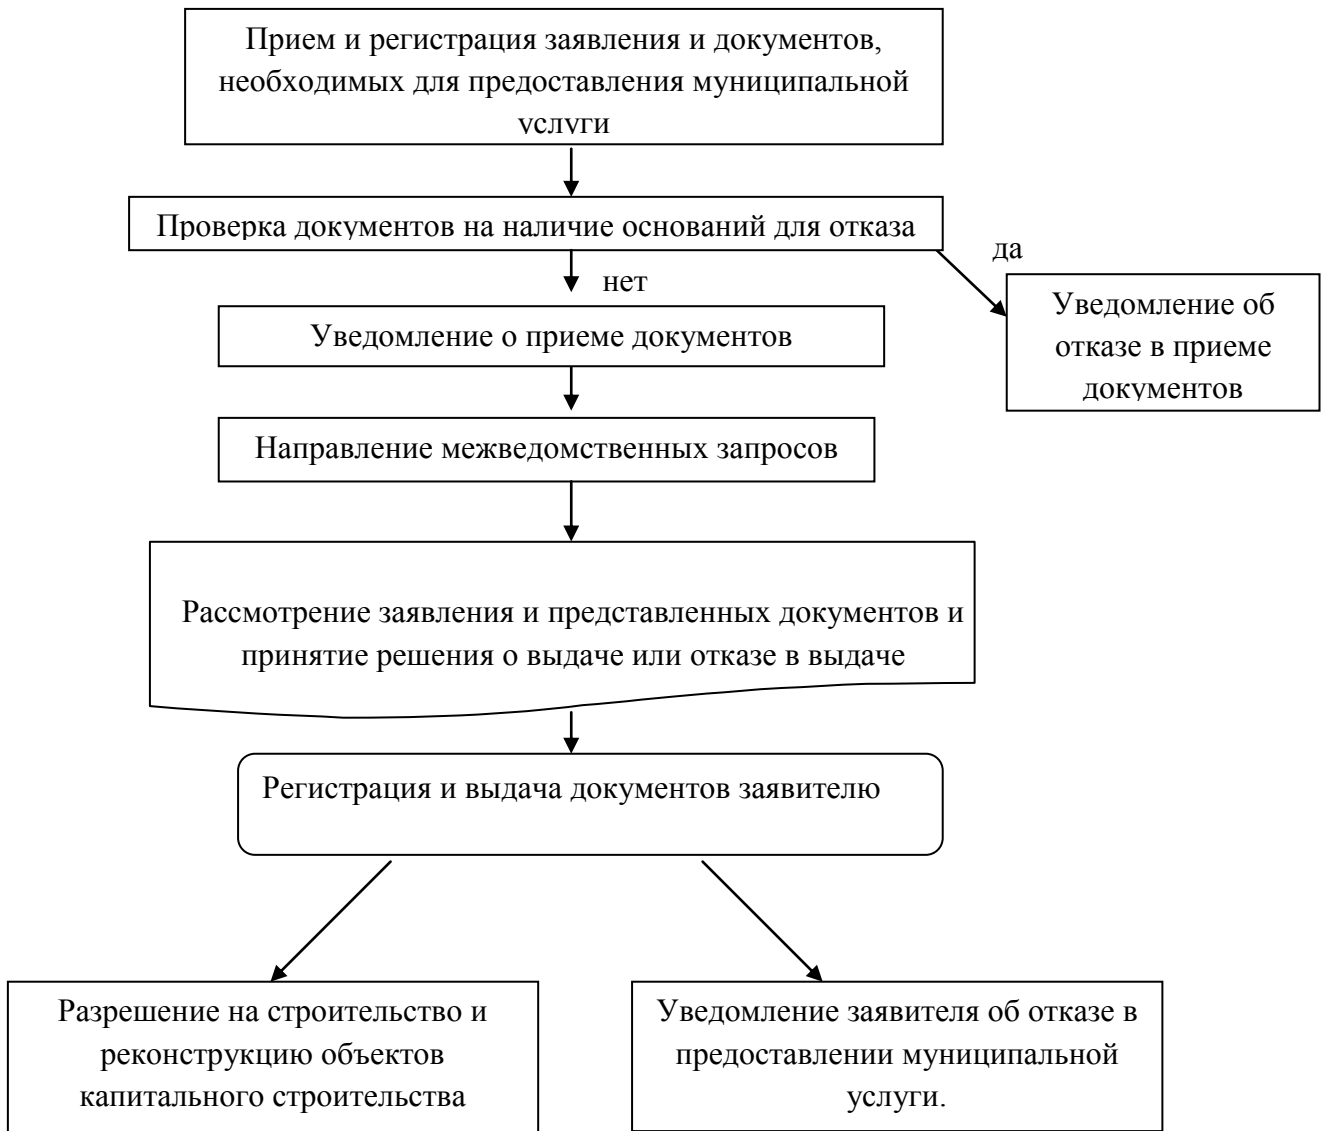 Прием и регистрация заявления и документов,
необходимых для предоставления муниципальной
услуги
Проверка документов на наличие оснований для отказа
да
нет
Уведомление об
отказе в приеме
документов
Уведомление о приеме документов
Направление межведомственных запросов
Рассмотрение заявления и представленных документов и
принятие решения о выдаче или отказе в выдаче
Регистрация и выдача документов заявителю
Разрешение на строительство и
реконструкцию объектов
капитального строительства
Уведомление заявителя об отказе в
предоставлении муниципальной
услуги.